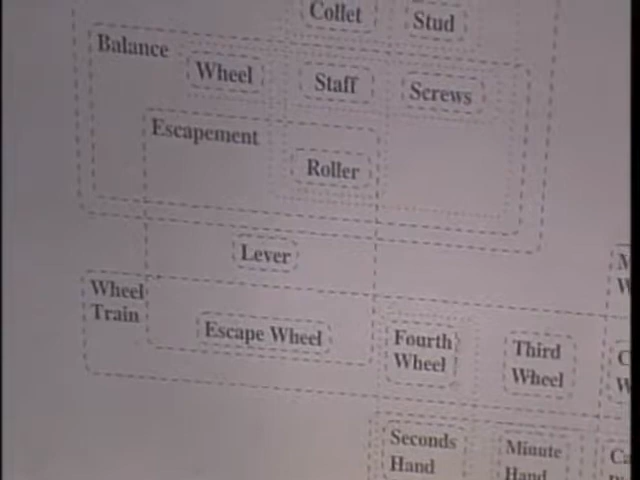 Collet
Stud
Balance
Wheel
Staff
Screws
Escapement
Roller
Lever
Wheel
Train
Escape Wheel
Fourth
Wheel
Third
Wheel
Seconds
Hand
Minute
Hand